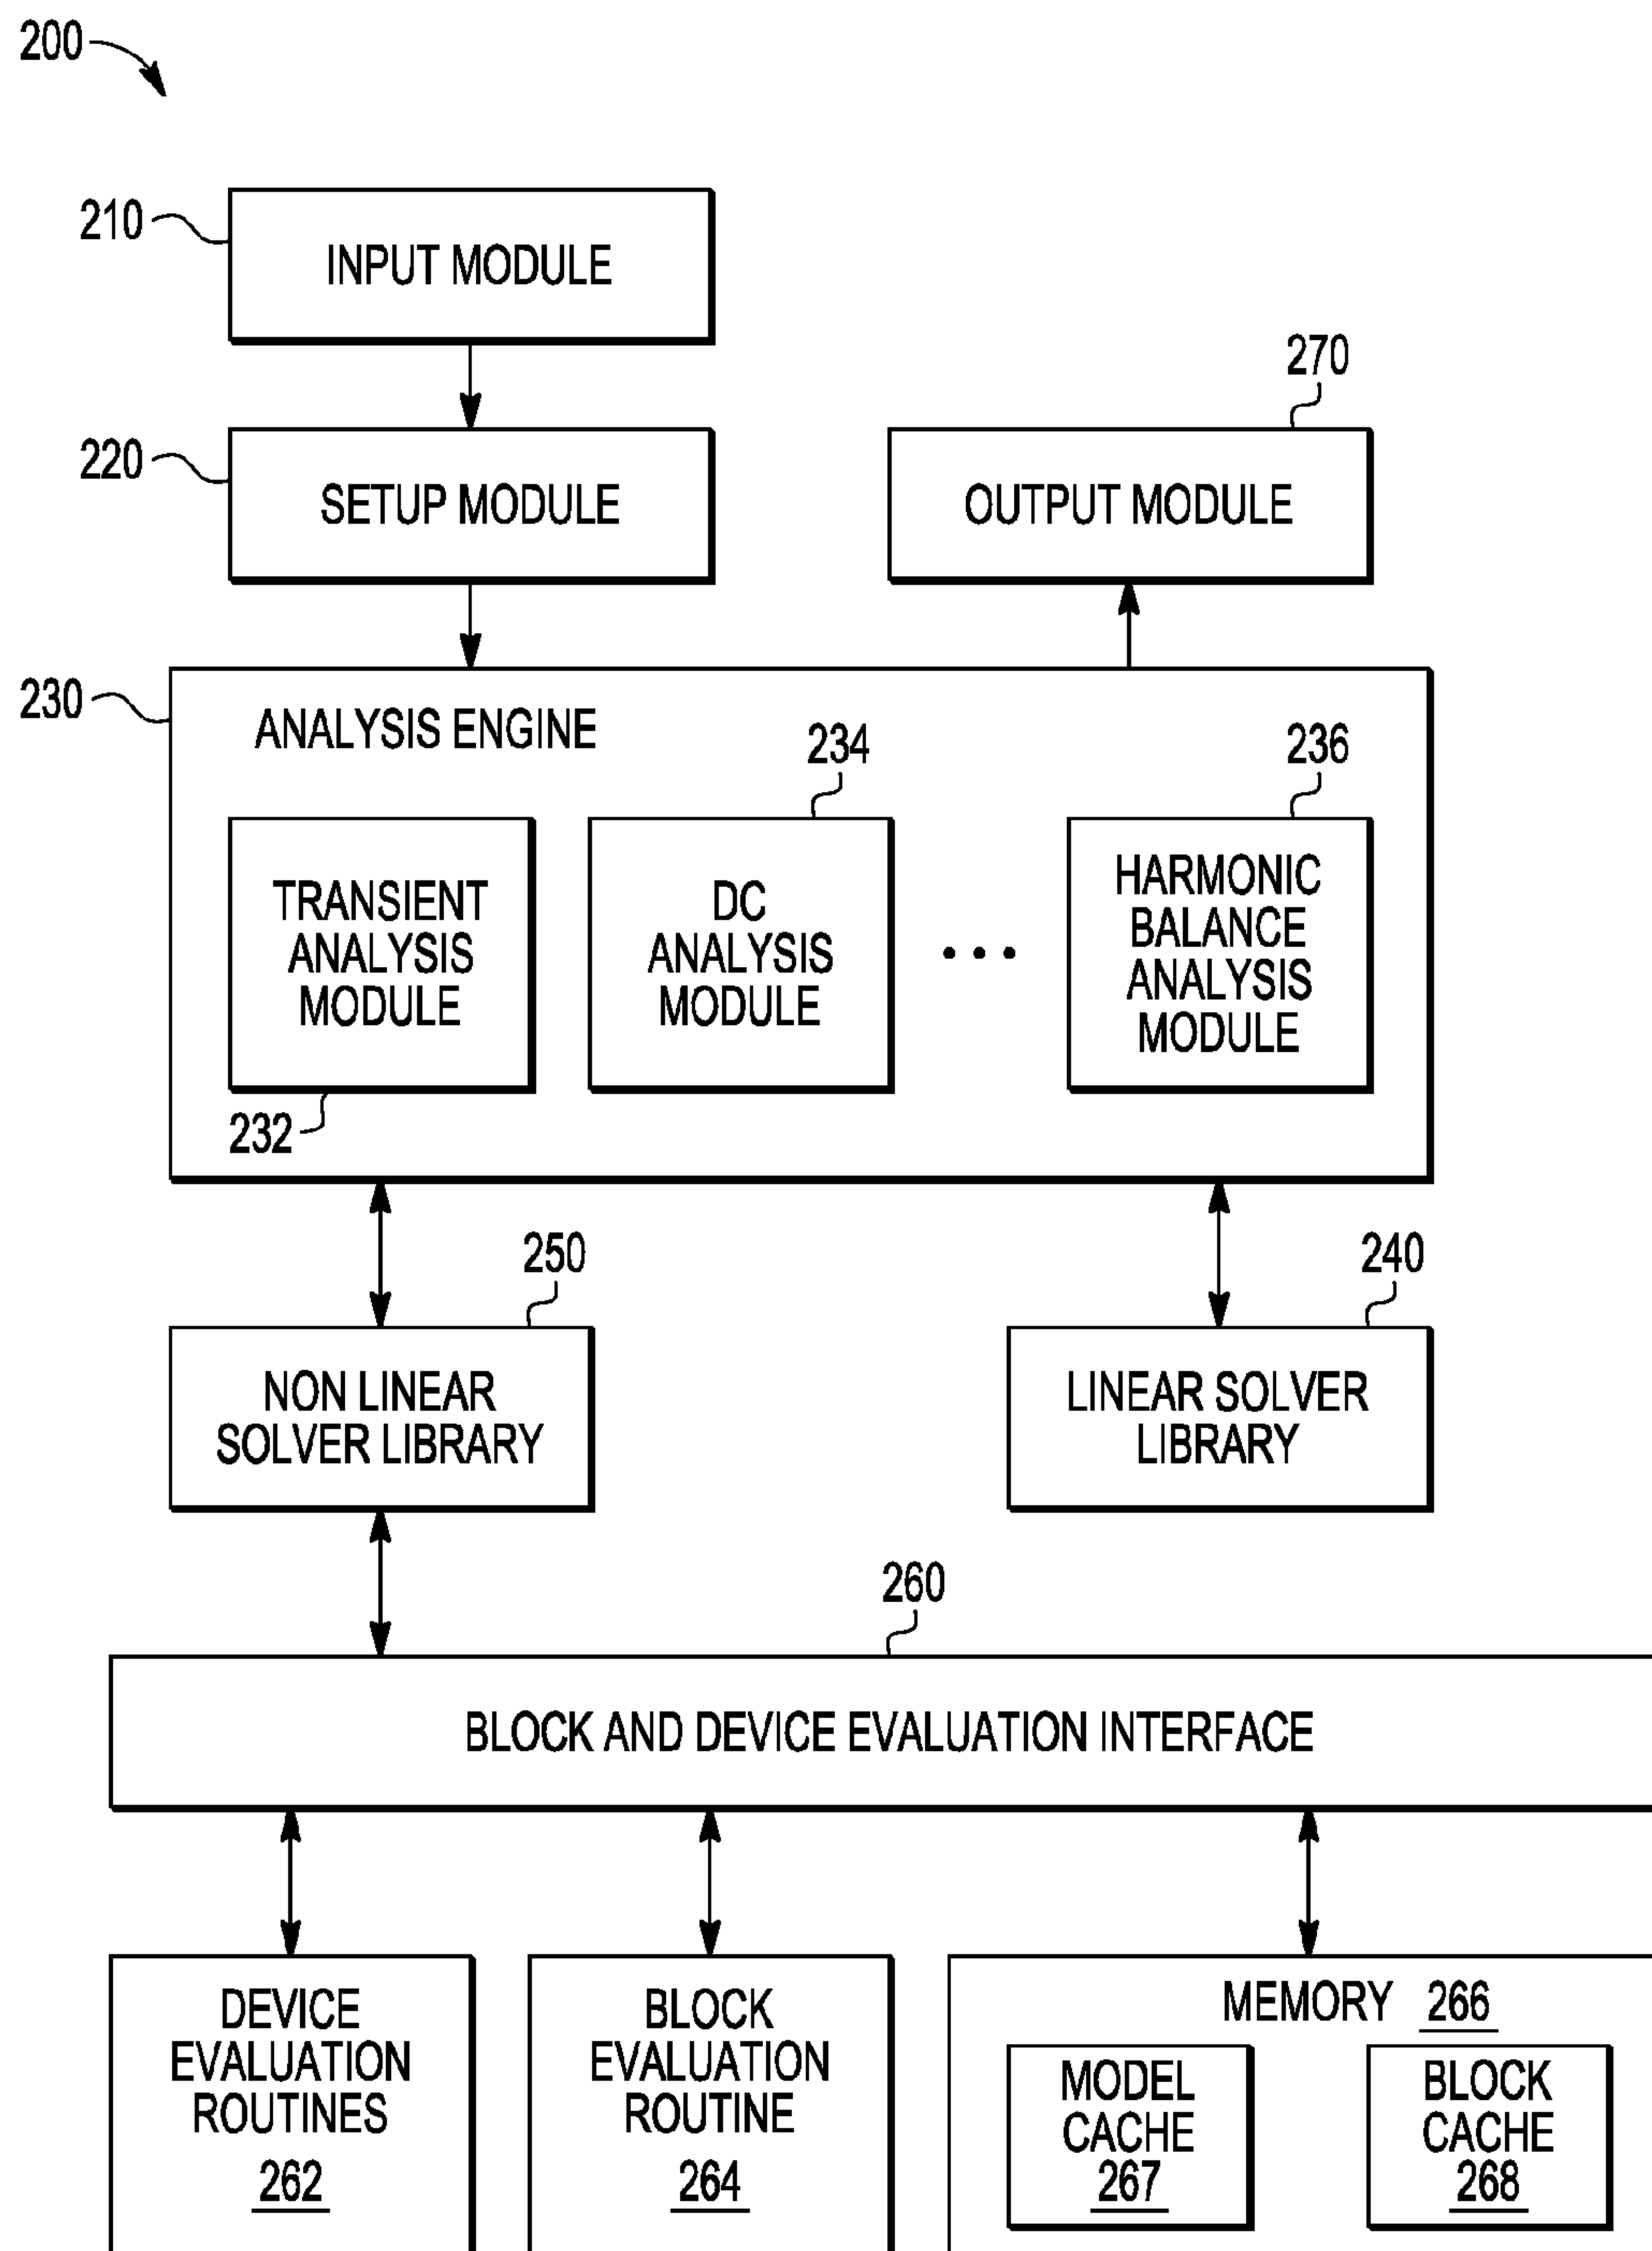 200
210
INPUT MODULE
270
220
SETUP MODULE
OUTPUT MODULE
230
ANALYSIS ENGINE
234
236
TRANSIENT
ANALYSIS
MODULE
232
DC
ANALYSIS
MODULE
• • •
HARMONIC
BALANCE
ANALYSIS
MODULE
250
240
NON LINEAR
SOLVER LIBRARY
LINEAR SOLVER
LIBRARY
260
BLOCK AND DEVICE EVALUATION INTERFACE
DEVICE
EVALUATION
ROUTINES
262
BLOCK
EVALUATION
ROUTINE
264
MEMORY 266
MODEL
CACHE
267
BLOCK
CACHE
268